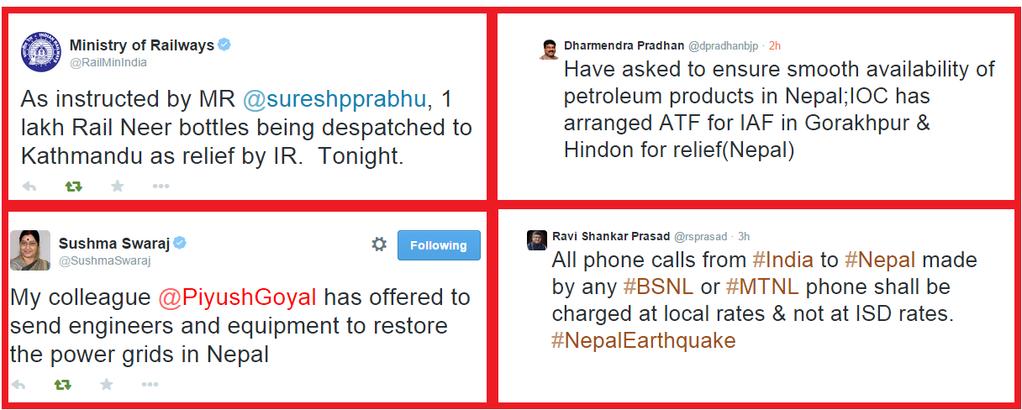 Ministry of Railways
@RailMinIndia
As instructed by MR @sureshpprabhu, 1
lakh Rail Neer bottles being despatched to
Kathmandu as relief by IR. Tonight.
Dharmendra Pradhan @dpradhanbjp · 2h
Have asked to ensure smooth availability of
petroleum products in Nepal;IOC has
arranged ATF for IAF in Gorakhpur &
Hindon for relief(Nepal)
Sushma Swaraj
@SushmaSwaraj
Following
My colleague @PiyushGoyal has offered to
send engineers and equipment to restore
the power grids in Nepal
Ravi Shankar Prasad @rsprasad · 3h
All phone calls from #India to #Nepal made
by any #BSNL or #MTNL phone shall be
charged at local rates & not at ISD rates.
#NepalEarthquake